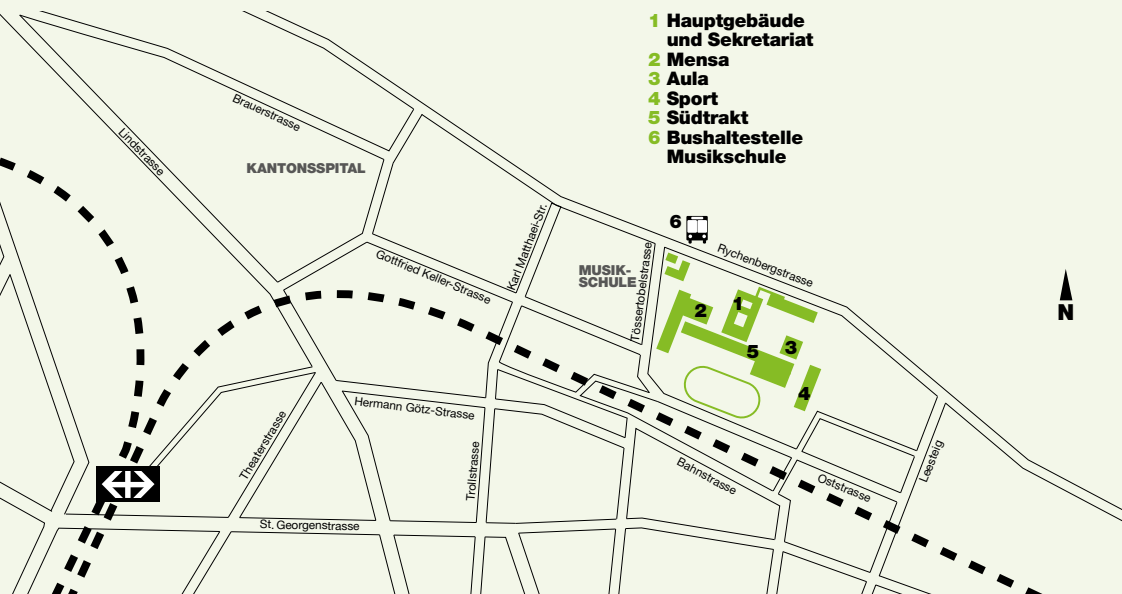 1 Hauptgebäude
und Sekretariat
2 Mensa
3 Aula
4 Sport
5 Südtrakt
6 Bushaltestelle
Musikschule
Brauerstrasse
Lindstrasse
KANTONSSPITAL
6
Rychenbergstrasse
Karl Matthaei-Str.
Gottfried Keller-Strasse
MUSIK-
SCHULE
Tössertobelstrasse
N
1
2
3
5
4
Hermann Götz-Strasse
Theaterstrasse
Trollstrasse
Bahnstrasse
Oststrasse
Leesteig
St. Georgenstrasse